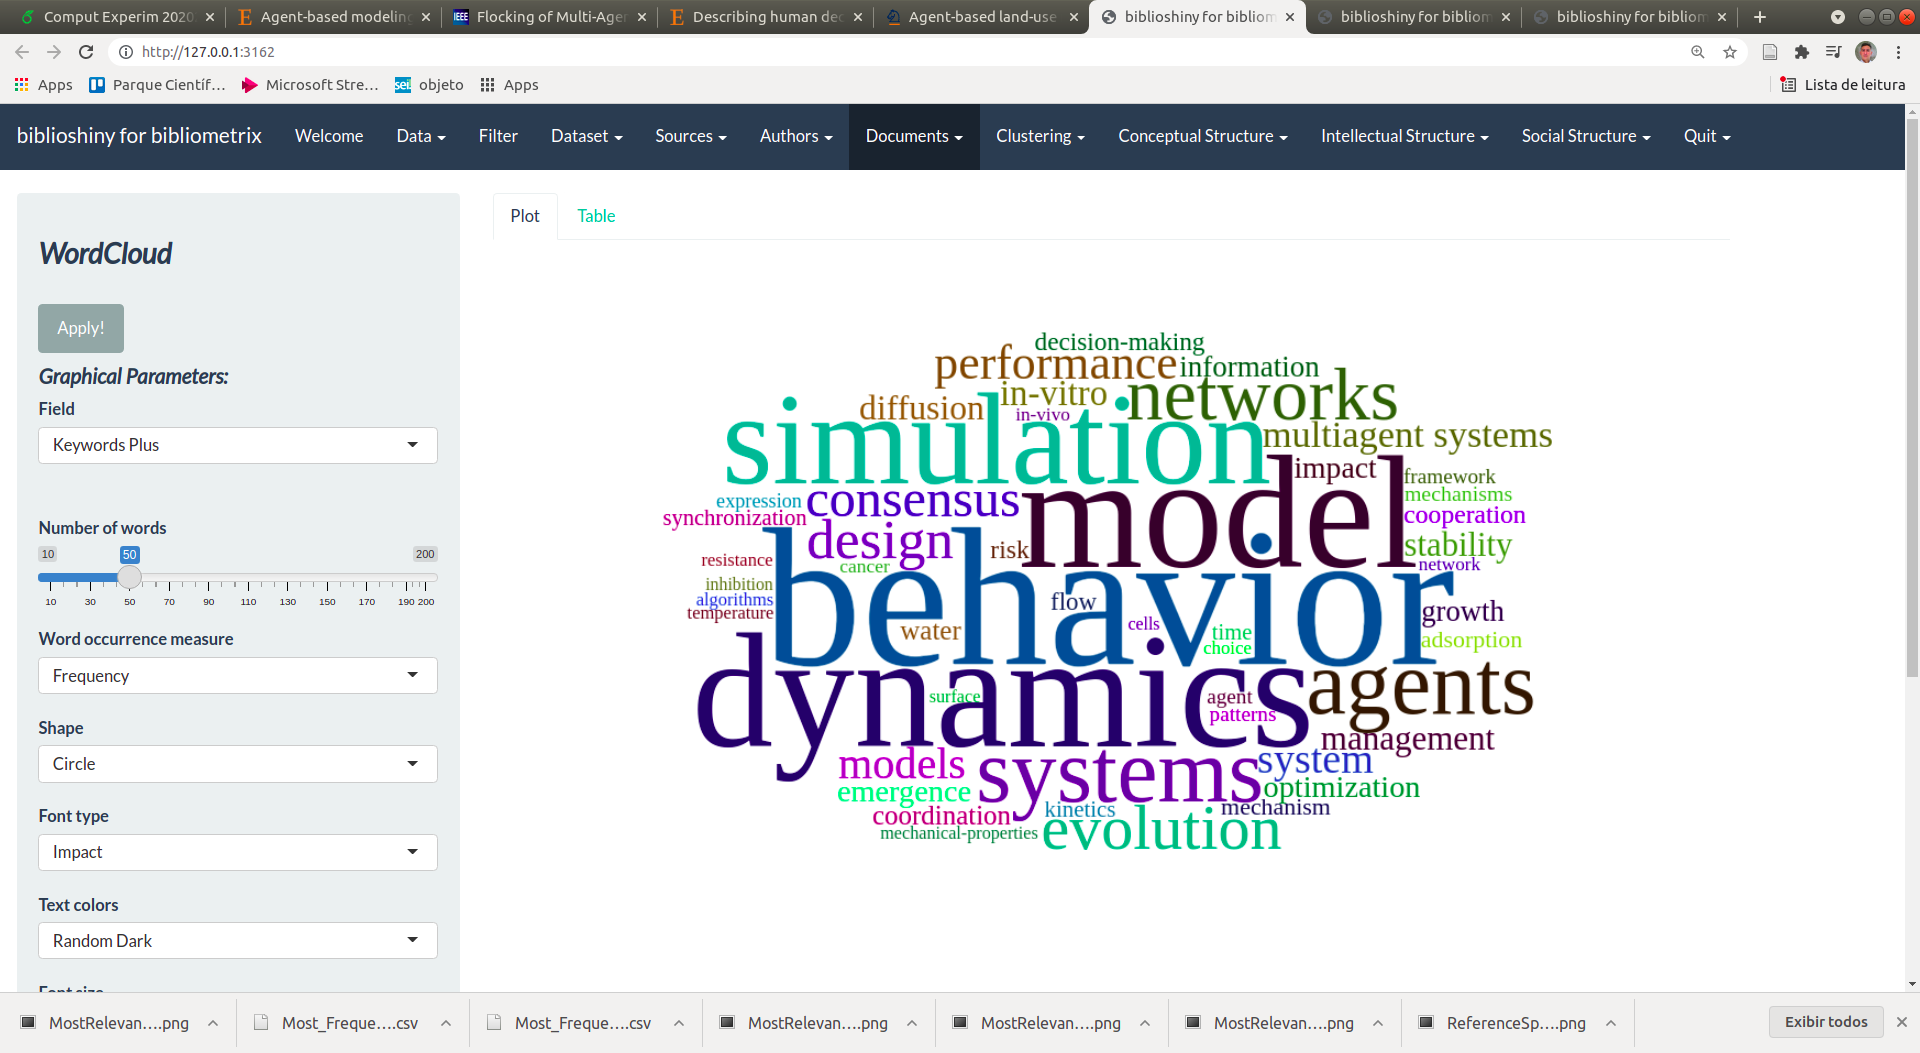 Comput Experim 2020
Agent-based modeling
Flocking of Multi-Agen
Describing human dec
Agent-based land-use
biblioshiny for bibliom
biblioshiny for bibliom
biblioshiny for bibliom
http://127.0.0.1:3162
Apps
Parque Científ...
Microsoft Stre...
sei objeto
Apps
Lista de leitura
biblioshiny for bibliometrix Welcome Data Filter Dataset Sources Authors Documents Clustering Conceptual Structure Intellectual Structure Social Structure Quit
Plot Table
WordCloud
Apply!
Graphical Parameters:
Field
Keywords Plus
Number of words
10 50 200
10 30 50 70 90 110 130 150 170 190 200
Word occurrence measure
Frequency
Shape
Circle
Font type
Impact
Text colors
Random Dark
Font size
decision-making
performance
information
in-vitro
networks
diffusion
in-vivo
simulation
multiagent systems
impact
framework
expression
consensus
model
mechanisms
synchronization
cooperation
design
risk
stability
resistance
cancer
network
behavior
inhibition
algorithms
flow
temperature
growth
water
cells
time
adsorption
choice
dynamics
agents
surface
agent
patterns
management
models
systems
system
emergence
optimization
coordination
kinetics
mechanism
mechanical-properties
evolution
MostRelevan....png
Most_Freque....csv
Most_Freque....csv
MostRelevan....png
MostRelevan....png
MostRelevan....png
ReferenceSp....png
Exibir todos